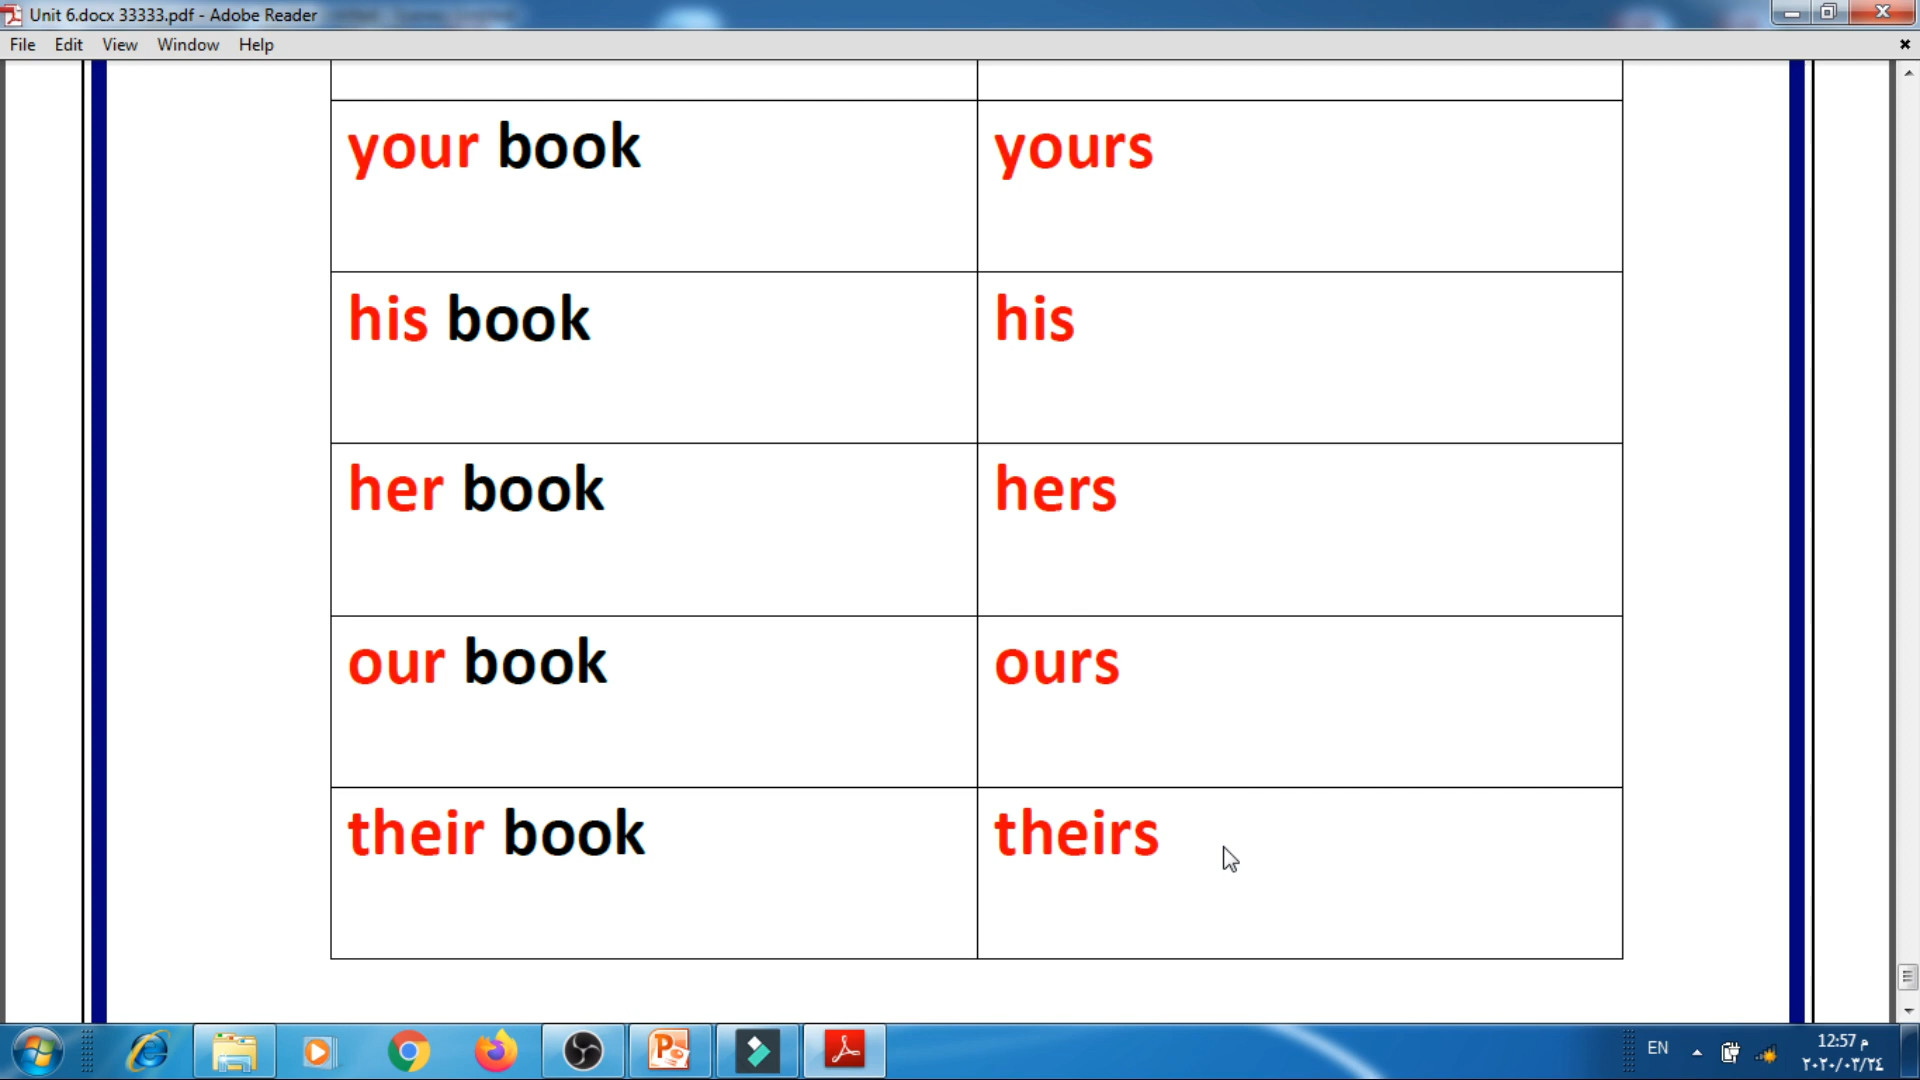 Unit 6.docx 33333.pdf - Adobe Reader
File Edit View Window Help
your book yours
his book his
her book hers
our book ours
their book theirs
EN
12:57 م
٢٠٢٠/٠٣/٢٤